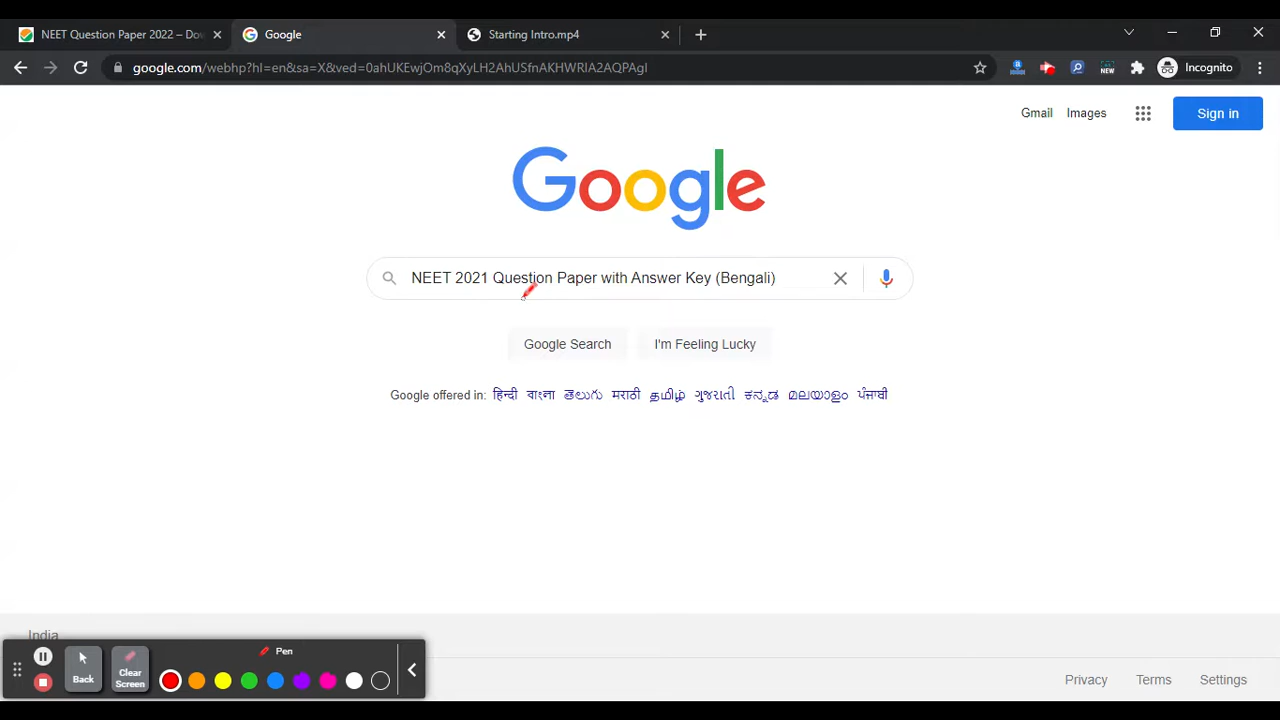 NEET Question Paper 2022 – Dow
Google
Starting Intro.mp4
google.com/webhp?hl=en&sa=X&ved=0ahUKEwjOm8qXyLH2AhUSfnAKHWRIA2AQPAgI
NEW
Incognito
Gmail Images
Sign in
Google
NEET 2021 Question Paper with Answer Key (Bengali)
Google Search
I'm Feeling Lucky
Google offered in: हिन्दी বাংলা తెలుగు मराठी தமிழ் ગુજરાતી ಕನ್ನಡ മലയാളം ਪੰਜਾਬੀ
India
Pen
Back
Clear
Screen
Privacy Terms Settings